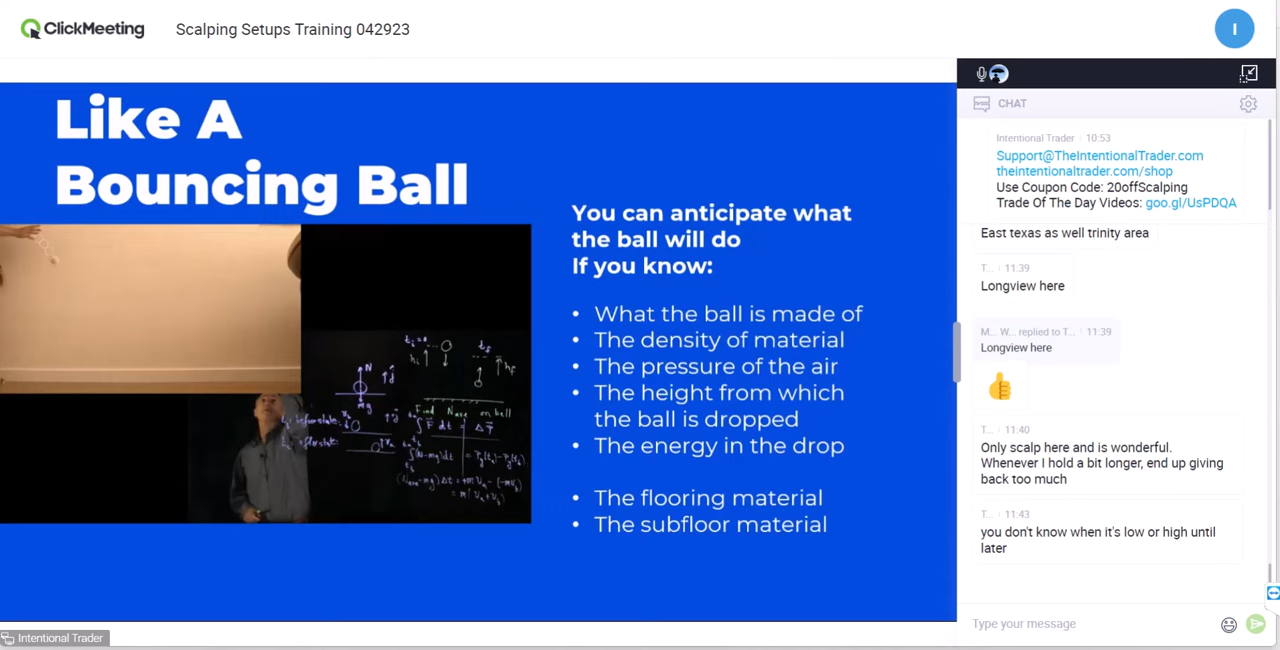 ClickMeeting
Scalping Setups Training 042923
I
Like A
Bouncing Ball
You can anticipate what
the ball will do
If you know:
• What the ball is made of
• The density of material
• The pressure of the air
• The height from which
the ball is dropped
• The energy in the drop
• The flooring material
• The subfloor material
Find Nave on ball
N
mg
Intentional Trader
CHAT
Intentional Trader 10:53
Support@TheIntentionalTrader.com
theintentionaltrader.com/shop
Use Coupon Code: 20offScalping
Trade Of The Day Videos: goo.gl/UsPDQA
East texas as well trinity area
T... 11:39
Longview here
M... W... replied to T... 11:39
Longview here
T... 11:40
Only scalp here and is wonderful.
Whenever I hold a bit longer, end up giving
back too much
T... 11:43
you don't know when it's low or high until
later
Type your message